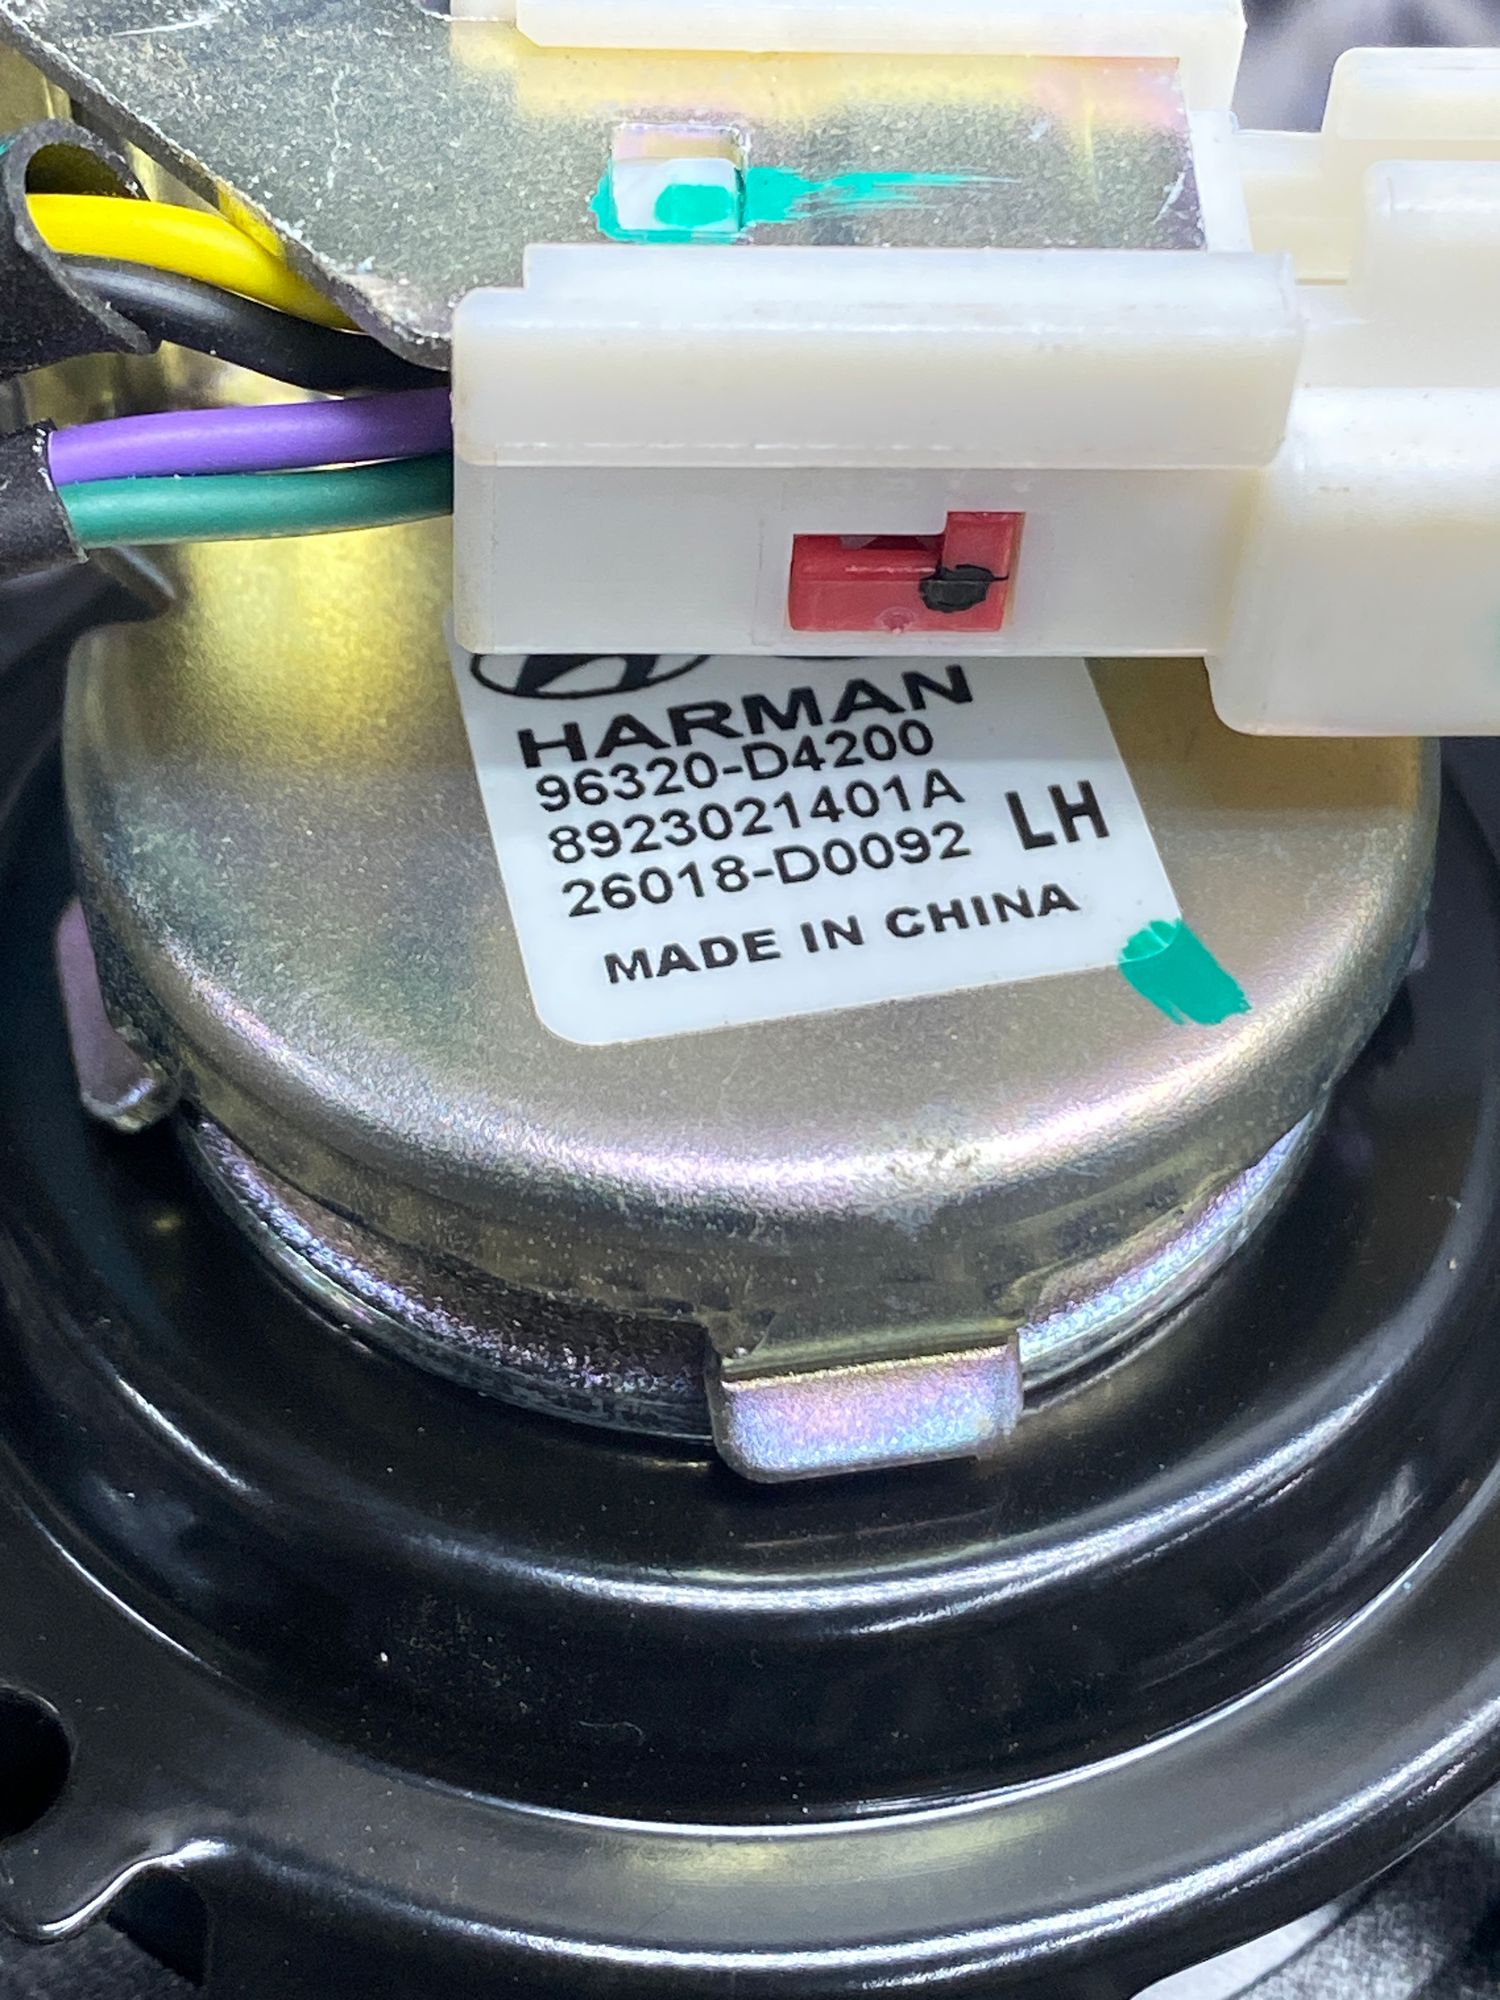 HARMAN
96320-D4200
8923021401A
26018-D0092
LH
MADE IN CHINA